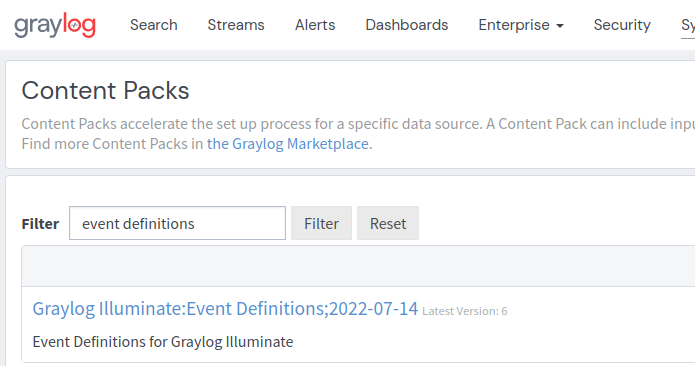 graylog Search Streams Alerts Dashboards Enterprise Security Sy
Content Packs
Content Packs accelerate the set up process for a specific data source. A Content Pack can include inpu
Find more Content Packs in the Graylog Marketplace.
Filter event definitions Filter Reset
Graylog Illuminate:Event Definitions;2022-07-14 Latest Version: 6
Event Definitions for Graylog Illuminate